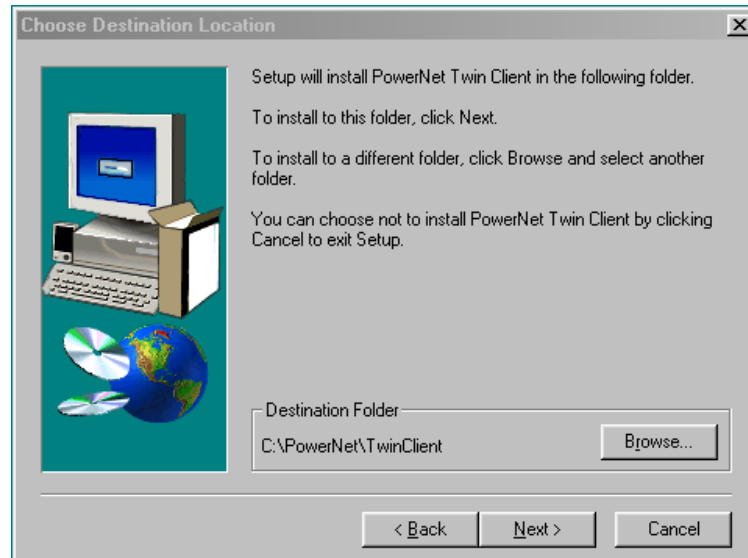 Choose Destination Location
Setup will install PowerNet Twin Client in the following folder.
To install to this folder, click Next.
To install to a different folder, click Browse and select another
folder.
You can choose not to install PowerNet Twin Client by clicking
Cancel to exit Setup.
Destination Folder
C:\PowerNet\TwinClient
Browse...
< Back
Next >
Cancel